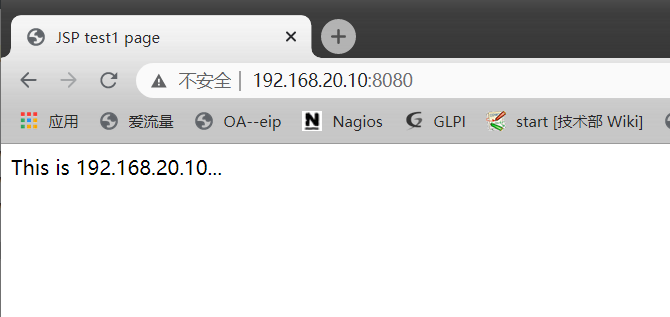 JSP test1 page
不安全 192.168.20.10:8080
应用 爱流量 OA--eip Nagios GLPI start [技术部 Wiki]
This is 192.168.20.10...